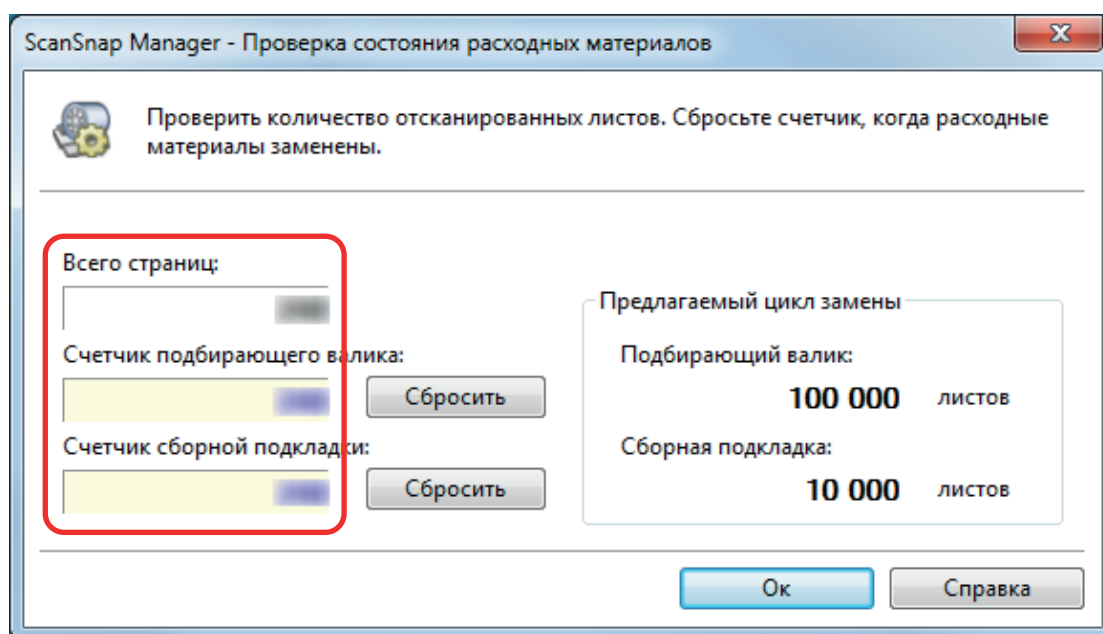 ScanSnap Manager - Проверка состояния расходных материалов
Проверить количество отсканированных листов. Сбросьте счетчик, когда расходные
материалы заменены.
Всего страниц:
Счетчик подбирающего валика:
Сбросить
Счетчик сборной подкладки:
Сбросить
Предлагаемый цикл замены
Подбирающий валик:
100 000 листов
Сборная подкладка:
10 000 листов
Ок
Справка